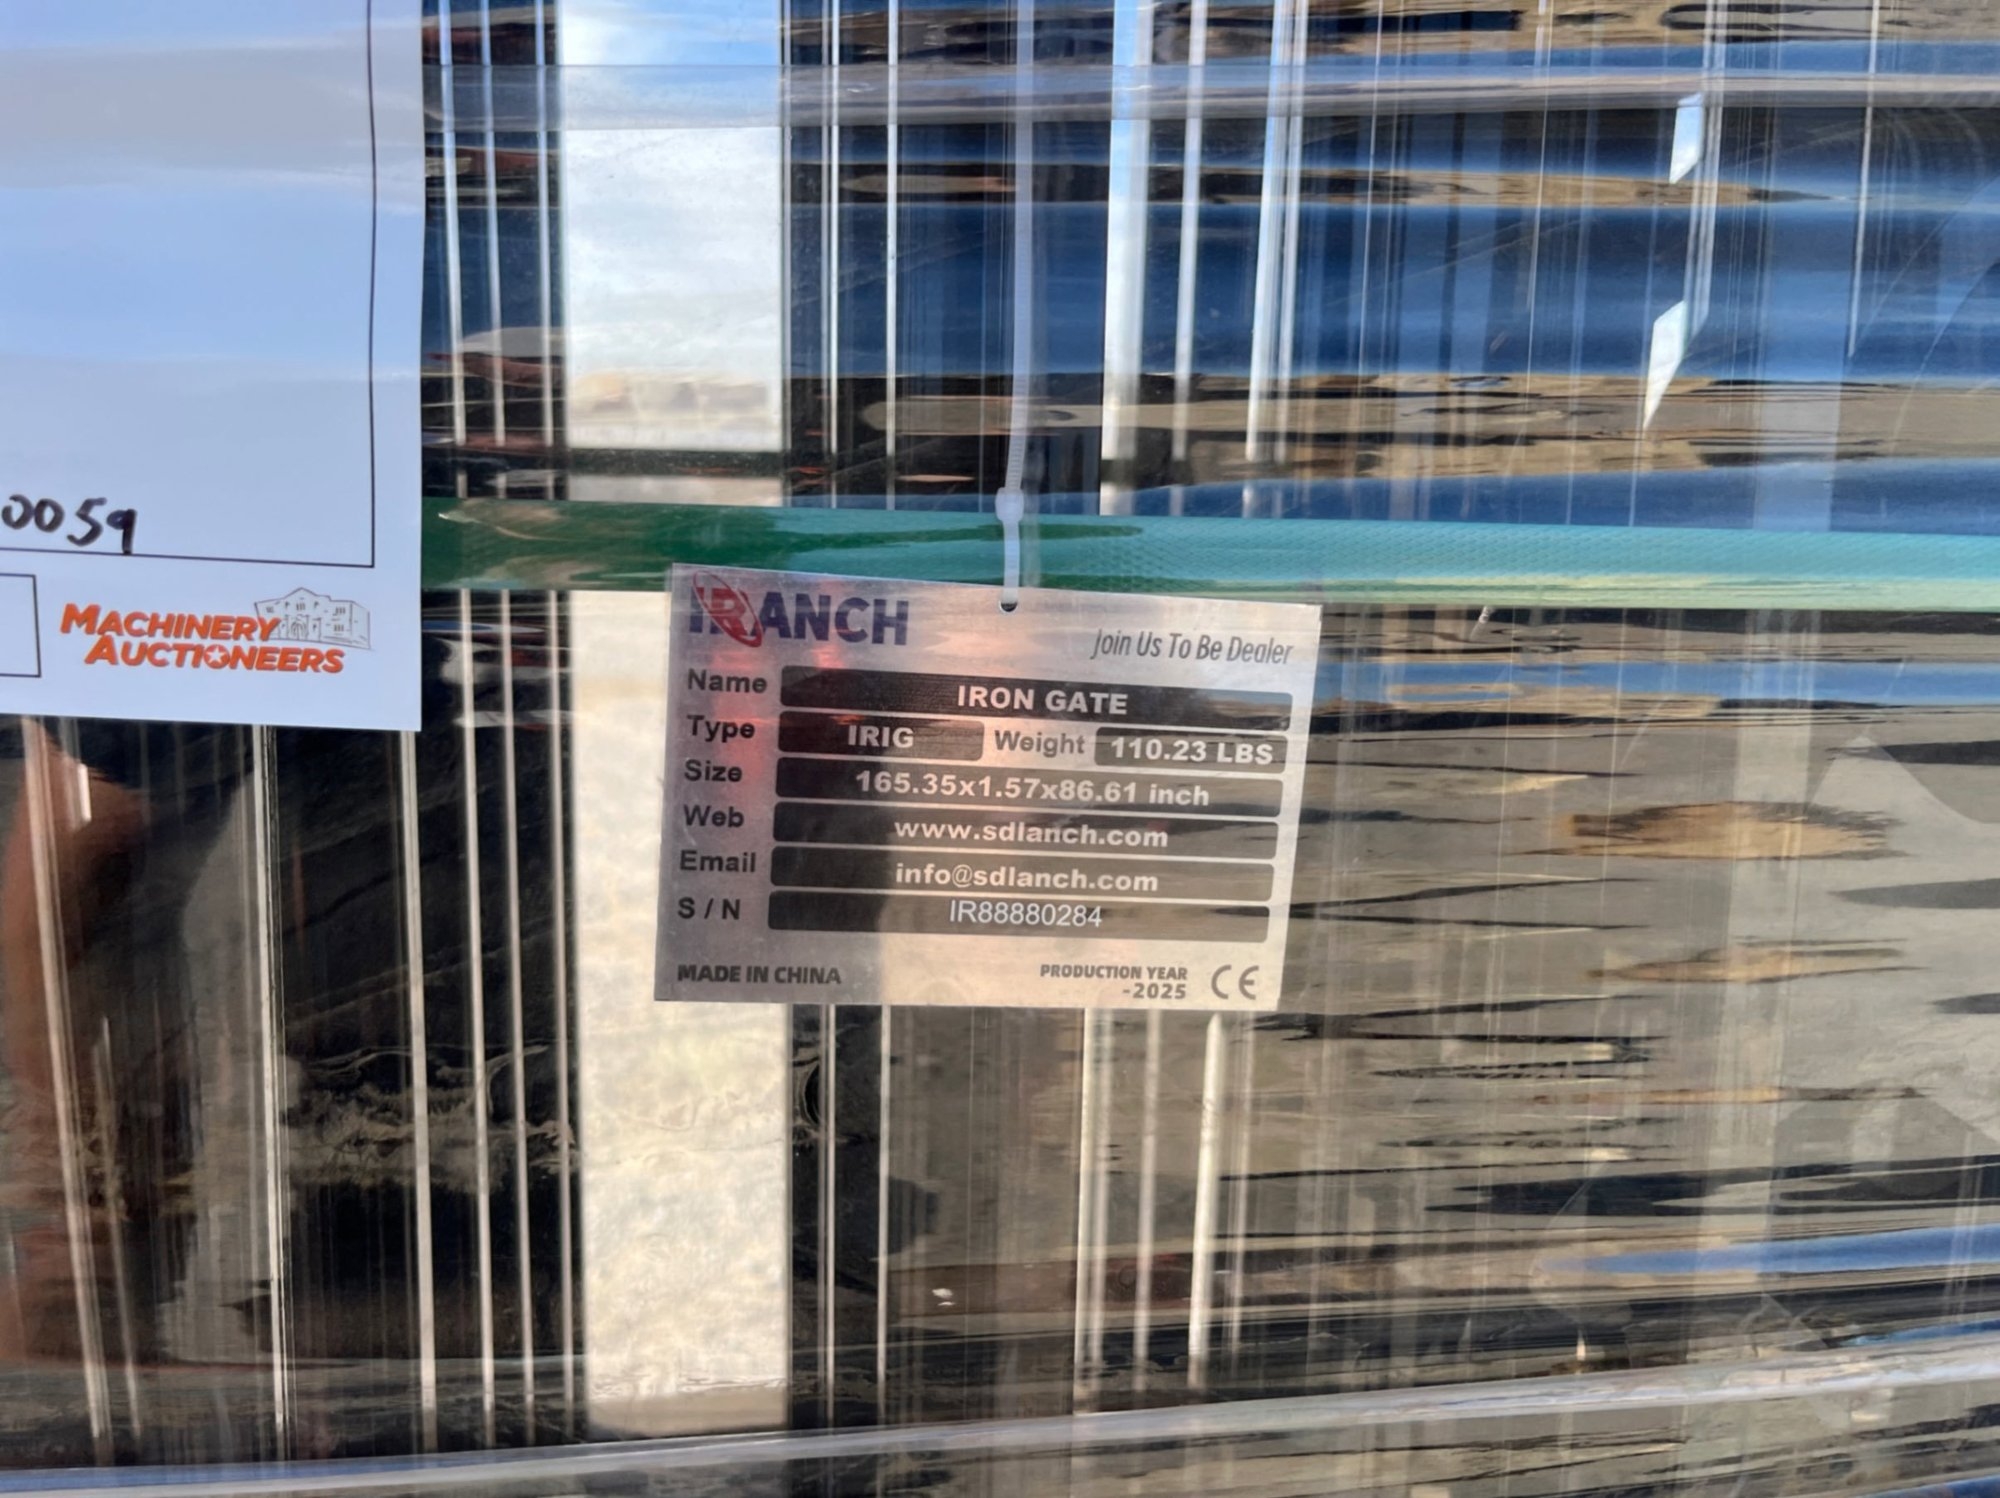 0059
MACHINERY
AUCTIONEERS
IRANCH
Join Us To Be Dealer
Name IRON GATE
Type IRIG Weight 110.23 LBS
Size 165.35x1.57x86.61 inch
Web www.sdlanch.com
Email info@sdlanch.com
S / N IR88880284
MADE IN CHINA
PRODUCTION YEAR
-2025
CE